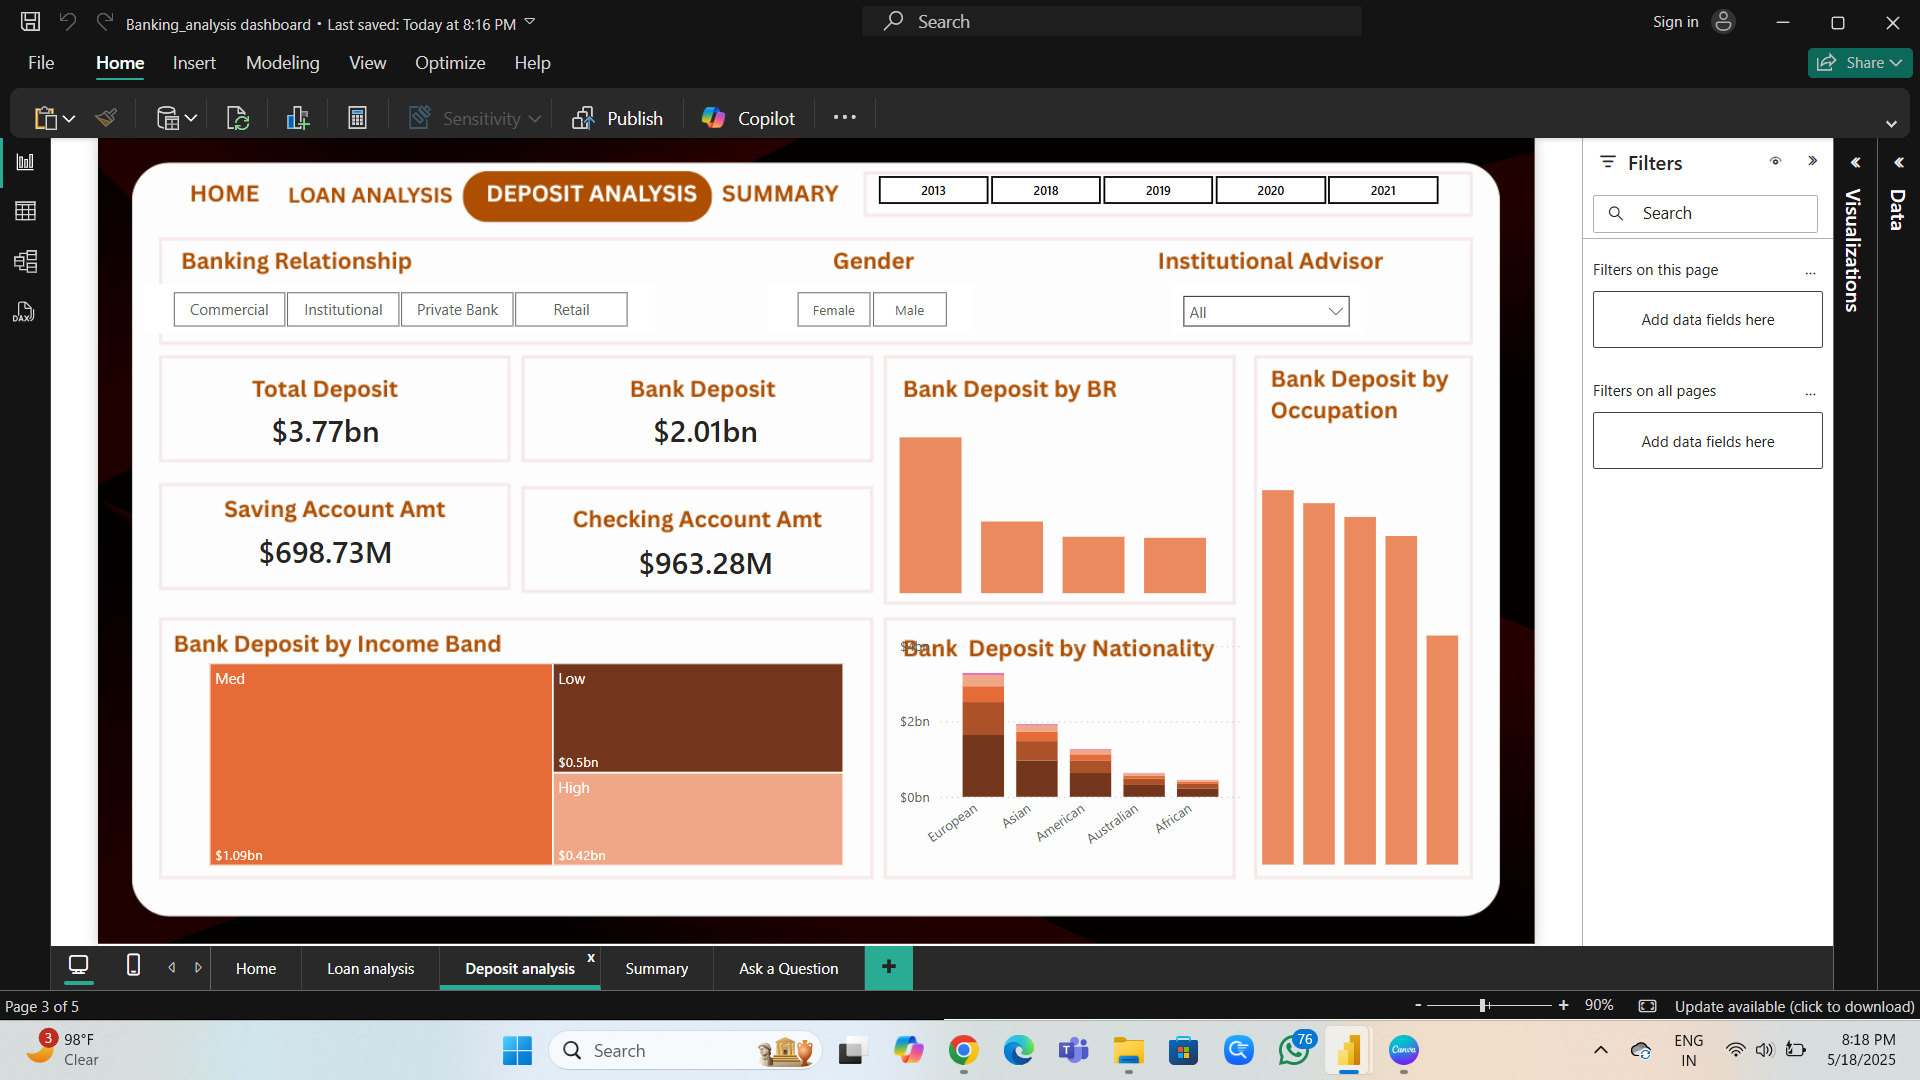 Banking_analysis dashboard • Last saved: Today at 8:16 PM
Search
Sign in
File
Home
Insert
Modeling
View
Optimize
Help
Share
Sensitivity
Publish
Copilot
HOME
LOAN ANALYSIS
DEPOSIT ANALYSIS
SUMMARY
2013
2018
2019
2020
2021
Banking Relationship
Commercial
Institutional
Private Bank
Retail
Gender
Female
Male
Institutional Advisor
All
Total Deposit
$3.77bn
Bank Deposit
$2.01bn
Saving Account Amt
$698.73M
Checking Account Amt
$963.28M
Bank Deposit by BR
Bank Deposit by
Occupation
Bank Deposit by Income Band
Med
$1.09bn
Low
$0.5bn
High
$0.42bn
Bank Deposit by Nationality
$4bn
$2bn
$0bn
European
Asian
American
Australian
African
Filters
Search
Filters on this page
...
Add data fields here
Filters on all pages
...
Add data fields here
Visualizations
Data
DAX
Home
Loan analysis
Deposit analysis
x
Summary
Ask a Question
+
Page 3 of 5
- + 90%
Update available (click to download)
3
98°F
Clear
Search
76
Canva
ENG
IN
8:18 PM
5/18/2025